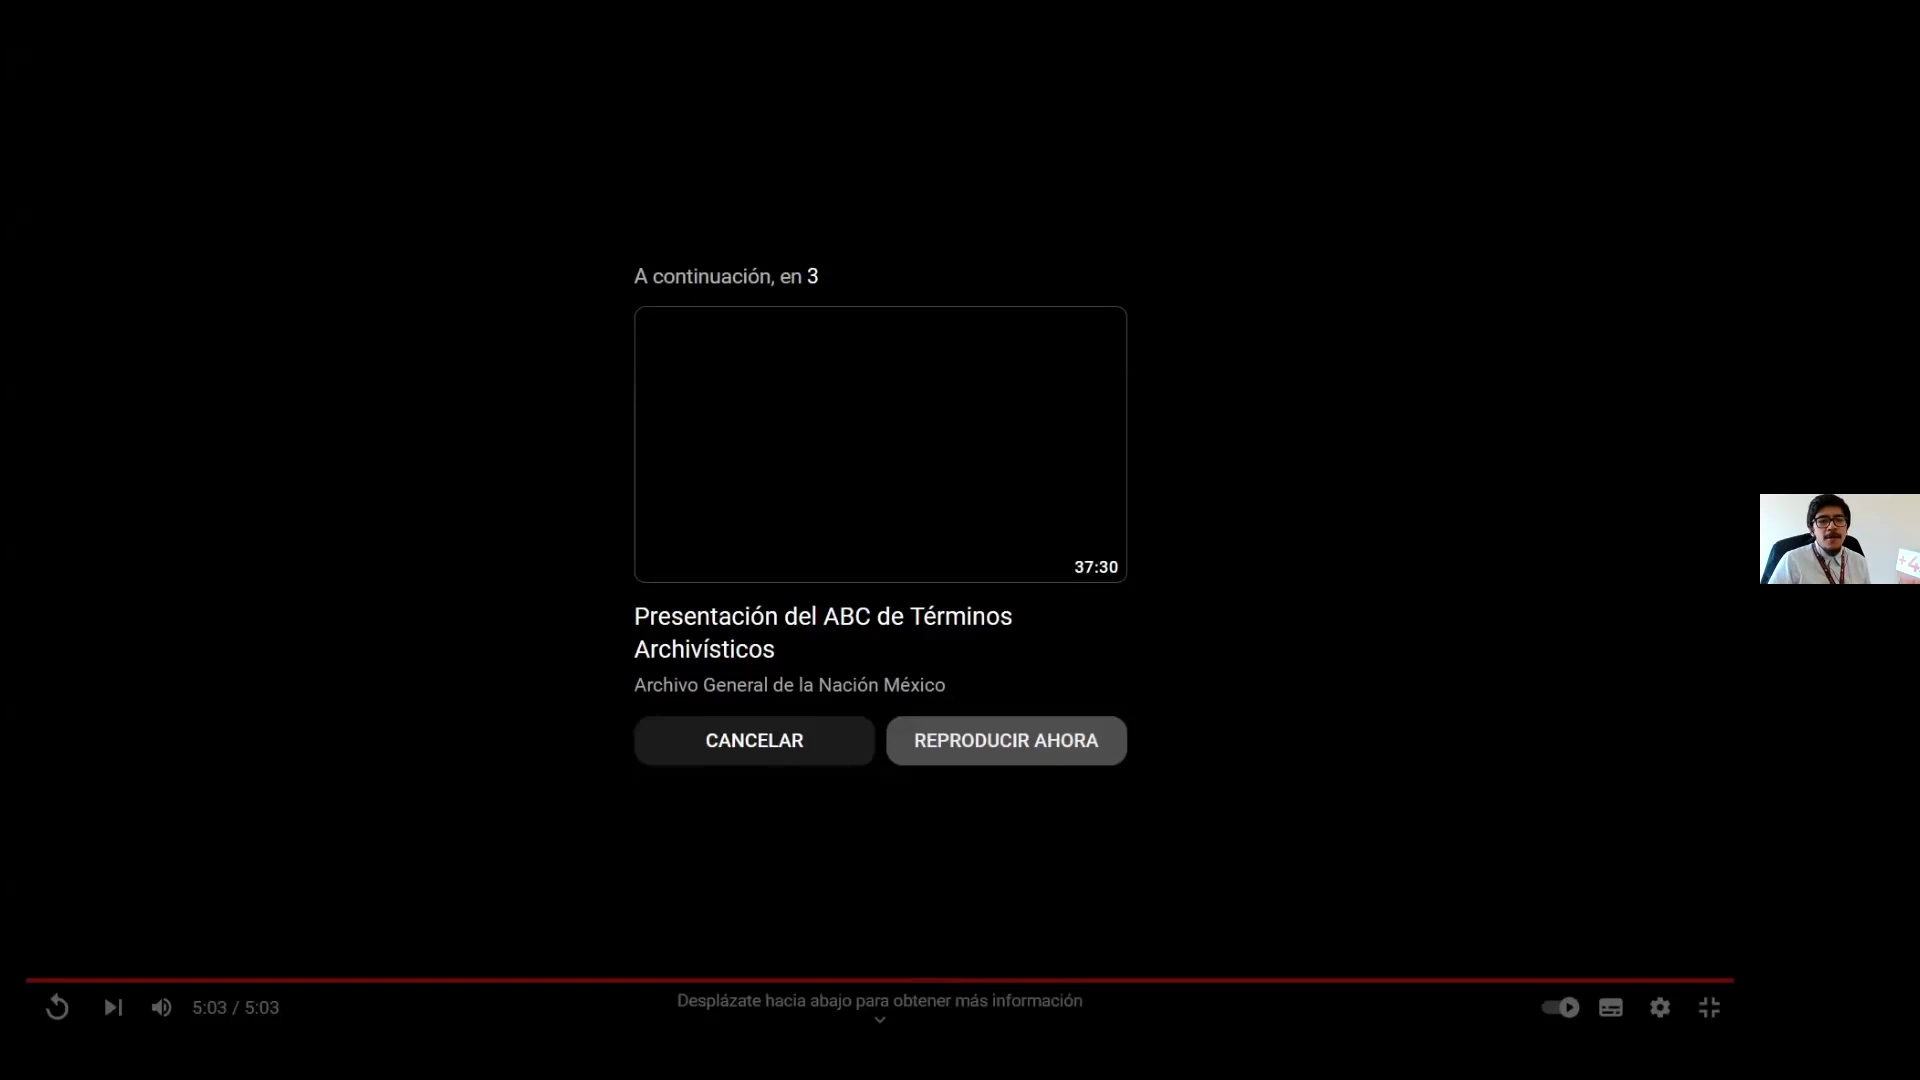 A continuación, en 3
37:30
Presentación del ABC de Términos
Archivísticos
Archivo General de la Nación México
CANCELAR
REPRODUCIR AHORA
5:03 / 5:03
Desplázate hacia abajo para obtener más información